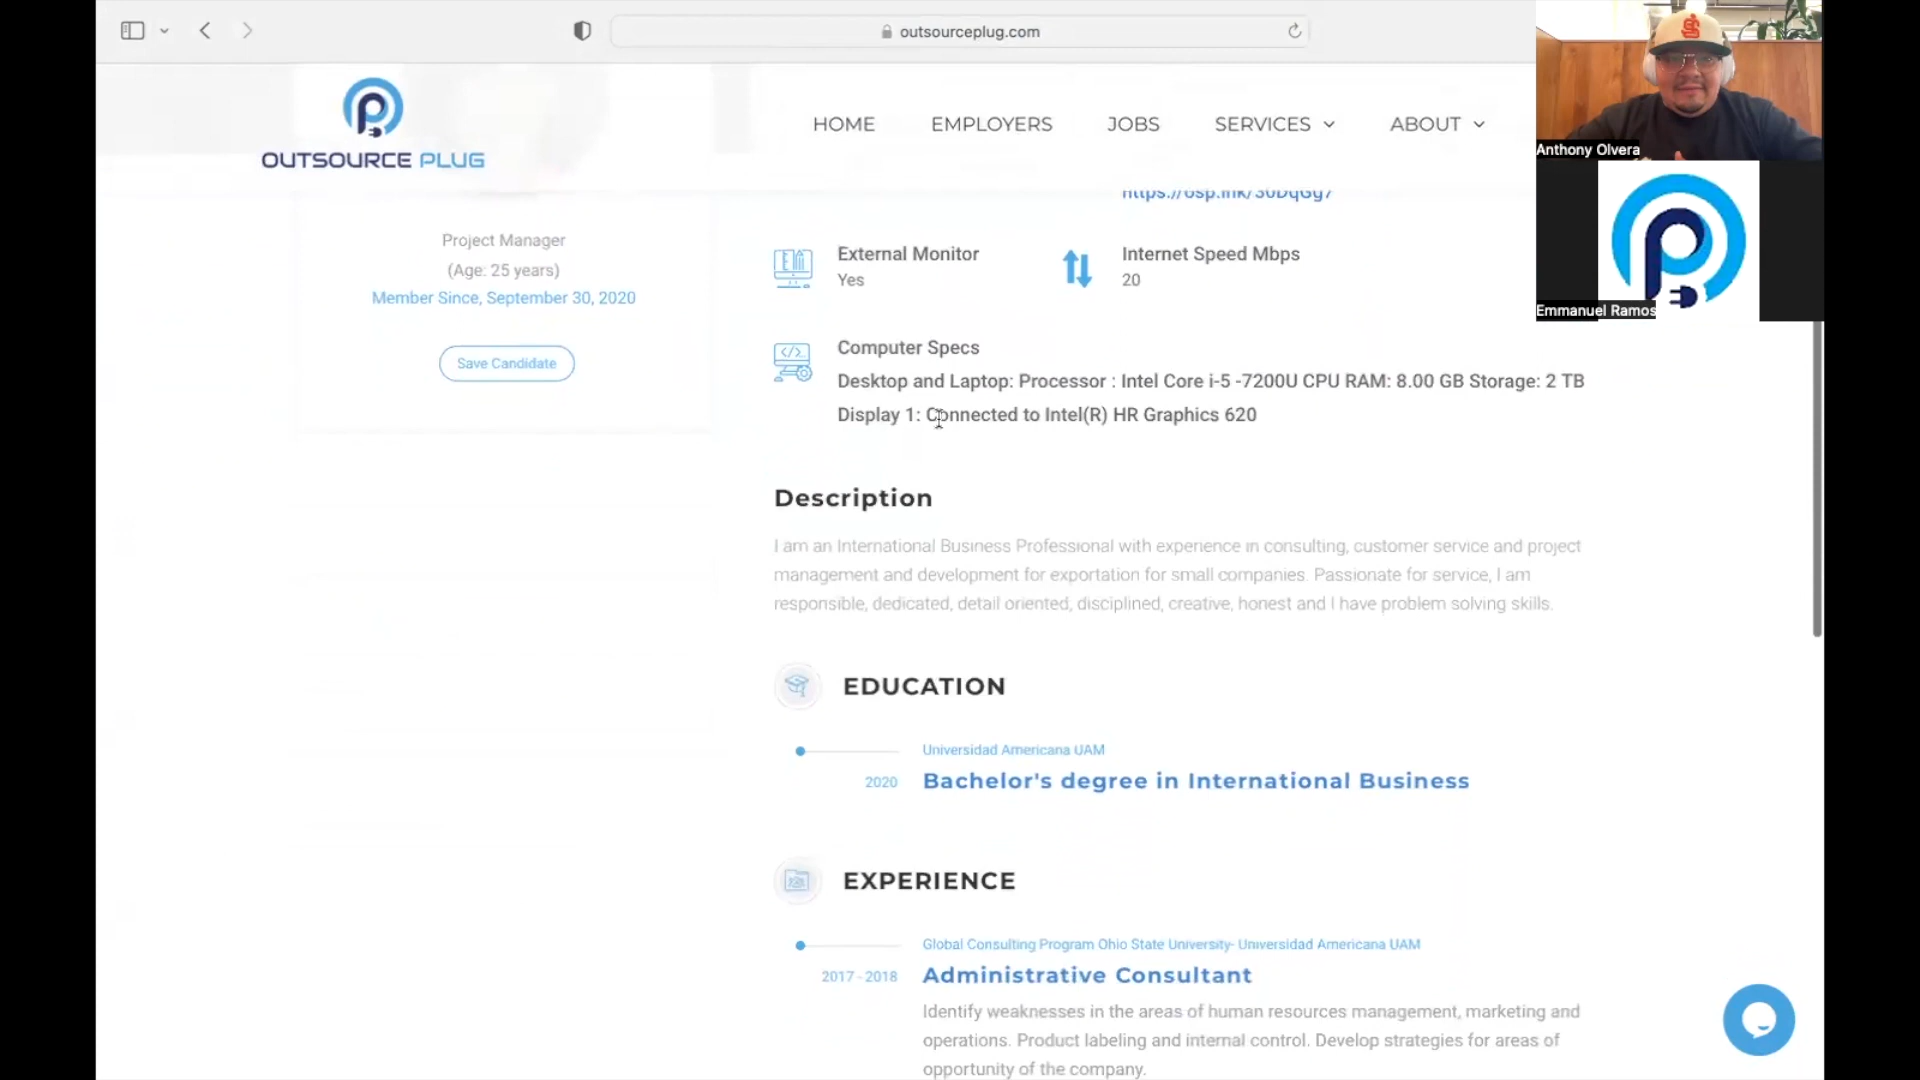 outsourceplug.com
OUTSOURCE PLUG
HOME EMPLOYERS JOBS SERVICES ABOUT
Anthony Olvera
Emmanuel Ramos
https://osp.link/30DqGg7
Project Manager
(Age: 25 years)
Member Since, September 30, 2020
Save Candidate
External Monitor
Yes
Internet Speed Mbps
20
Computer Specs
Desktop and Laptop: Processor : Intel Core i-5 -7200U CPU RAM: 8.00 GB Storage: 2 TB
Display 1: Connected to Intel(R) HR Graphics 620
Description
I am an International Business Professional with experience in consulting, customer service and project
management and development for exportation for small companies. Passionate for service, I am
responsible, dedicated, detail oriented, disciplined, creative, honest and I have problem solving skills.
EDUCATION
Universidad Americana UAM
2020 Bachelor's degree in International Business
EXPERIENCE
Global Consulting Program Ohio State University- Universidad Americana UAM
2017 - 2018 Administrative Consultant
Identify weaknesses in the areas of human resources management, marketing and
operations. Product labeling and internal control. Develop strategies for areas of
opportunity of the company.